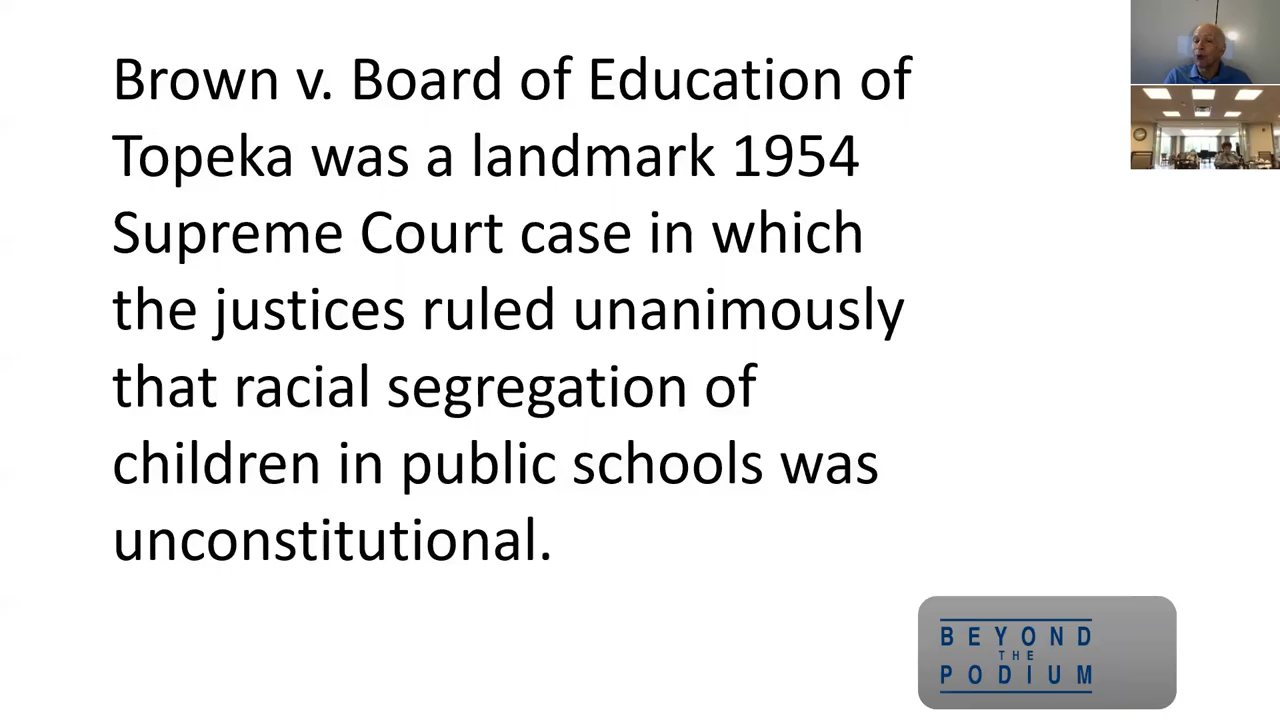 Brown v. Board of Education of
Topeka was a landmark 1954
Supreme Court case in which
the justices ruled unanimously
that racial segregation of
children in public schools was
unconstitutional.
BEYOND
THE
PODIUM